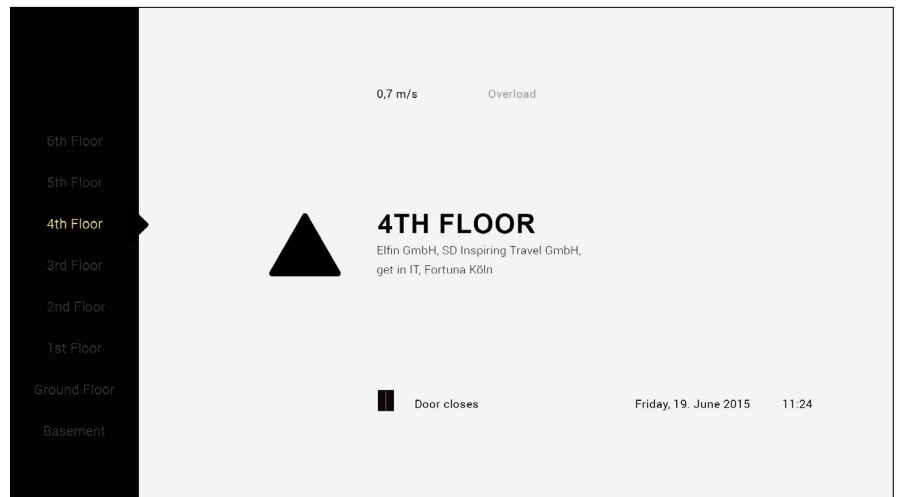 0,7 m/s Overload
6th Floor
5th Floor
4th Floor
3rd Floor
2nd Floor
1st Floor
Ground Floor
Basement
4TH FLOOR
Elfin GmbH, SD Inspiring Travel GmbH,
get in IT, Fortuna Köln
Door closes Friday, 19. June 2015 11:24